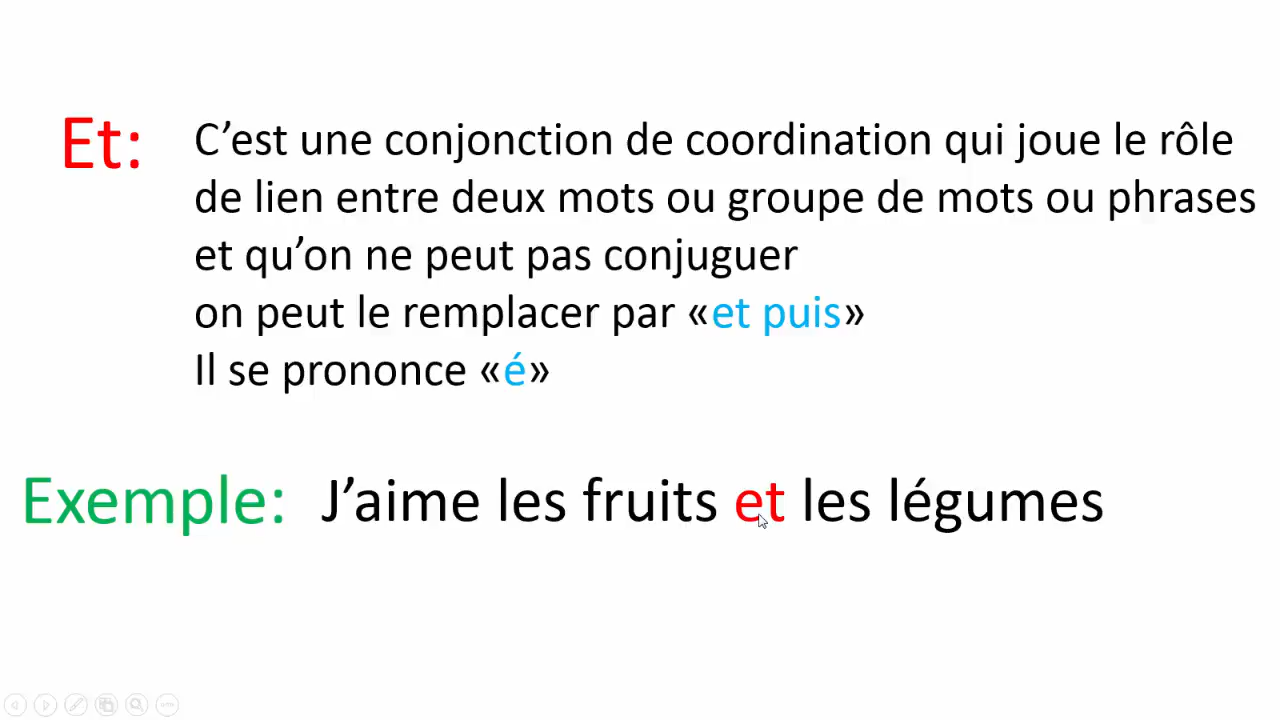 Et:
C’est une conjonction de coordination qui joue le rôle
de lien entre deux mots ou groupe de mots ou phrases
et qu’on ne peut pas conjuguer
on peut le remplacer par «et puis»
Il se prononce «é»
Exemple: J’aime les fruits et les légumes